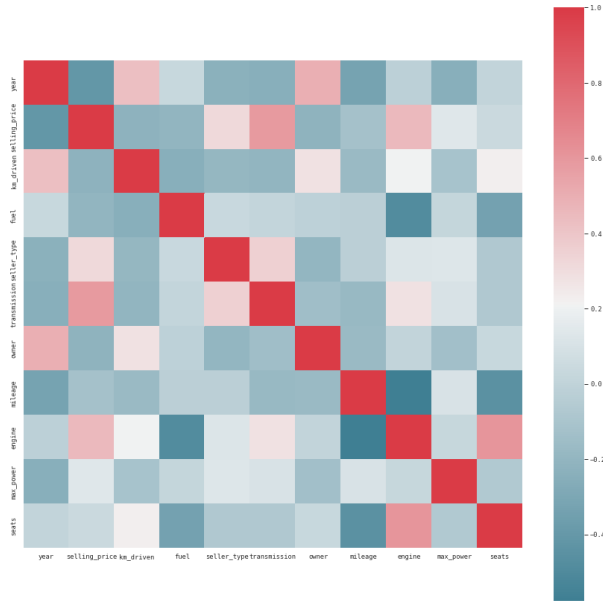 1.0
0.8
0.6
0.4
0.2
0.0
-0.2
-0.4
year
selling_price
km_driven
fuel
seller_type
transmission
owner
mileage
engine
max_power
seats
year selling_price km_driven fuel seller_type transmission owner mileage engine max_power seats